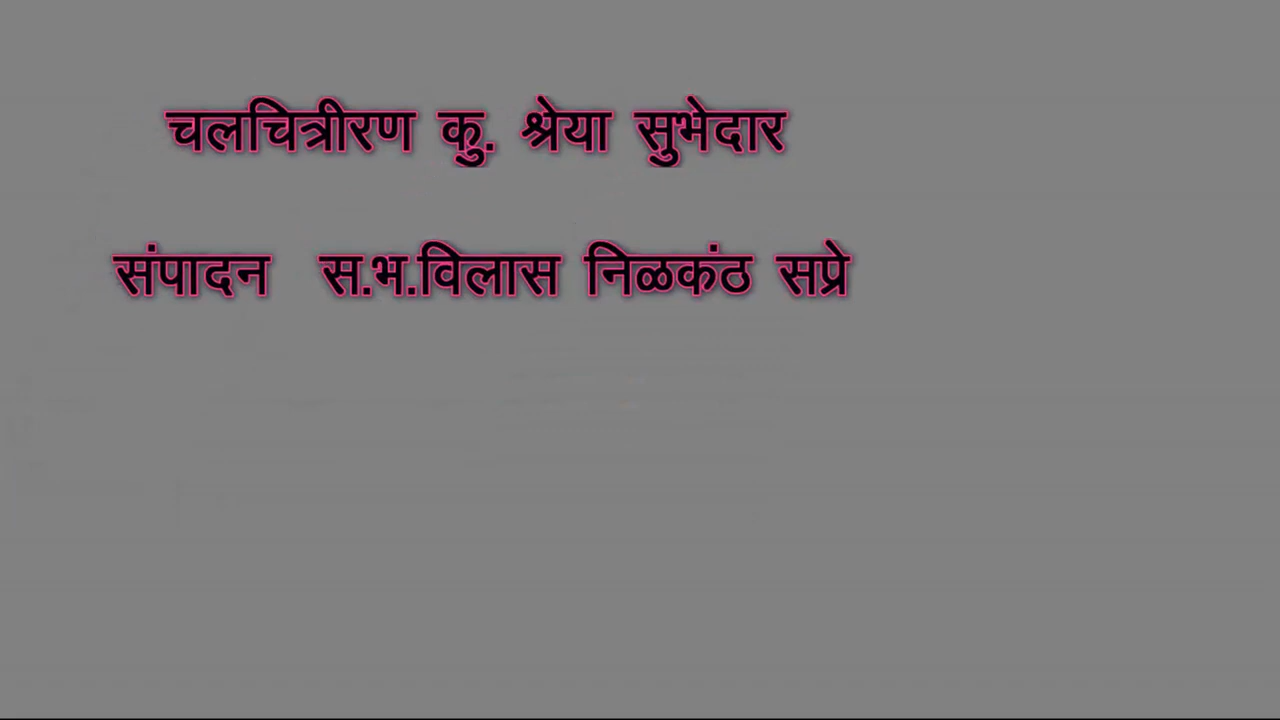 चलचित्रीरण कु. श्रेया सुभेदार
संपादन स.भ.विलास निळकंठ सप्रे